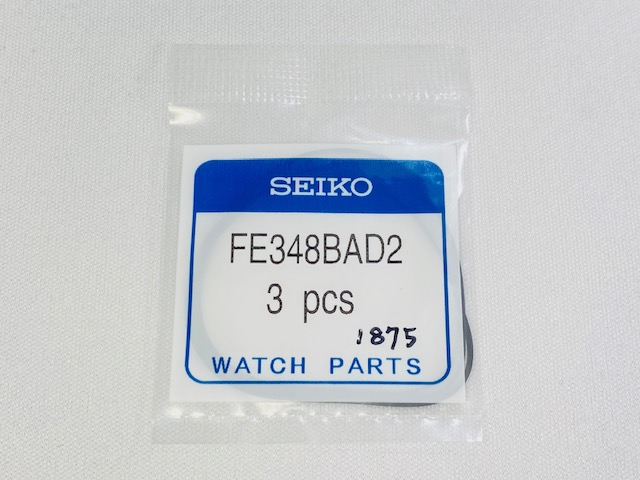 SEIKO
FE348BAD2
3 pcs
1875
WATCH PARTS